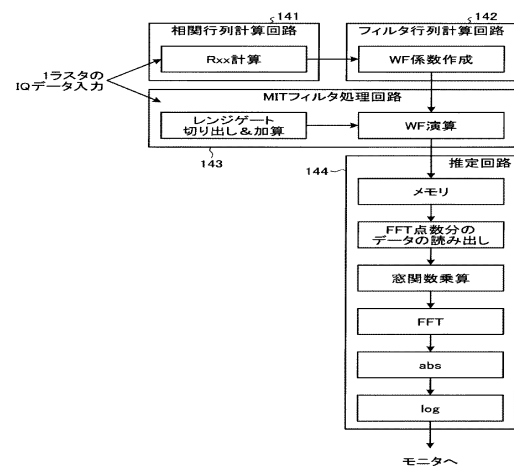 141
142
相関行列計算回路
フィルタ行列計算回路
Rxx計算
WF係数作成
1ラスタの
IQデータ入力
MITフィルタ処理回路
レンジゲート
切り出し&加算
WF演算
143
144
推定回路
メモリ
FFT点数分の
データの読み出し
窓関数乗算
FFT
abs
log
モニタへ